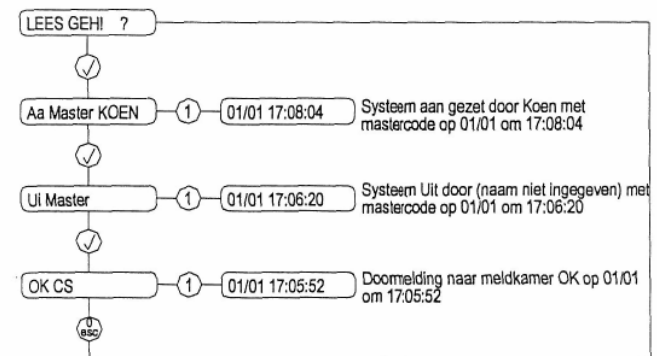 LEES GEH! ?
Aa Master KOEN
1
01/01 17:08:04
Systeem aan gezet door Koen met
mastercode op 01/01 om 17:08:04
Ui Master
1
01/01 17:06:20
Systeem Uit door (naam niet ingegeven) met
mastercode op 01/01 om 17:06:20
OK CS
1
01/01 17:05:52
Doormelding naar meldkamer OK op 01/01
om 17:05:52
0
esc